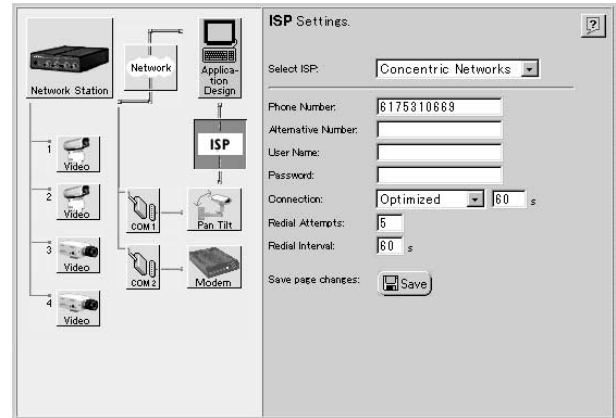 Network Station
Network
Applica-
tion
Design
ISP
1
Video
2
Video
3
Video
4
Video
COM 1
Pan Tilt
COM 2
Modem
ISP Settings.
?
Select ISP: Concentric Networks
Phone Number: 6175310669
Alternative Number:
User Name:
Password:
Connection: Optimized 60 s
Redial Attempts: 5
Redial Interval: 60 s
Save page changes: Save